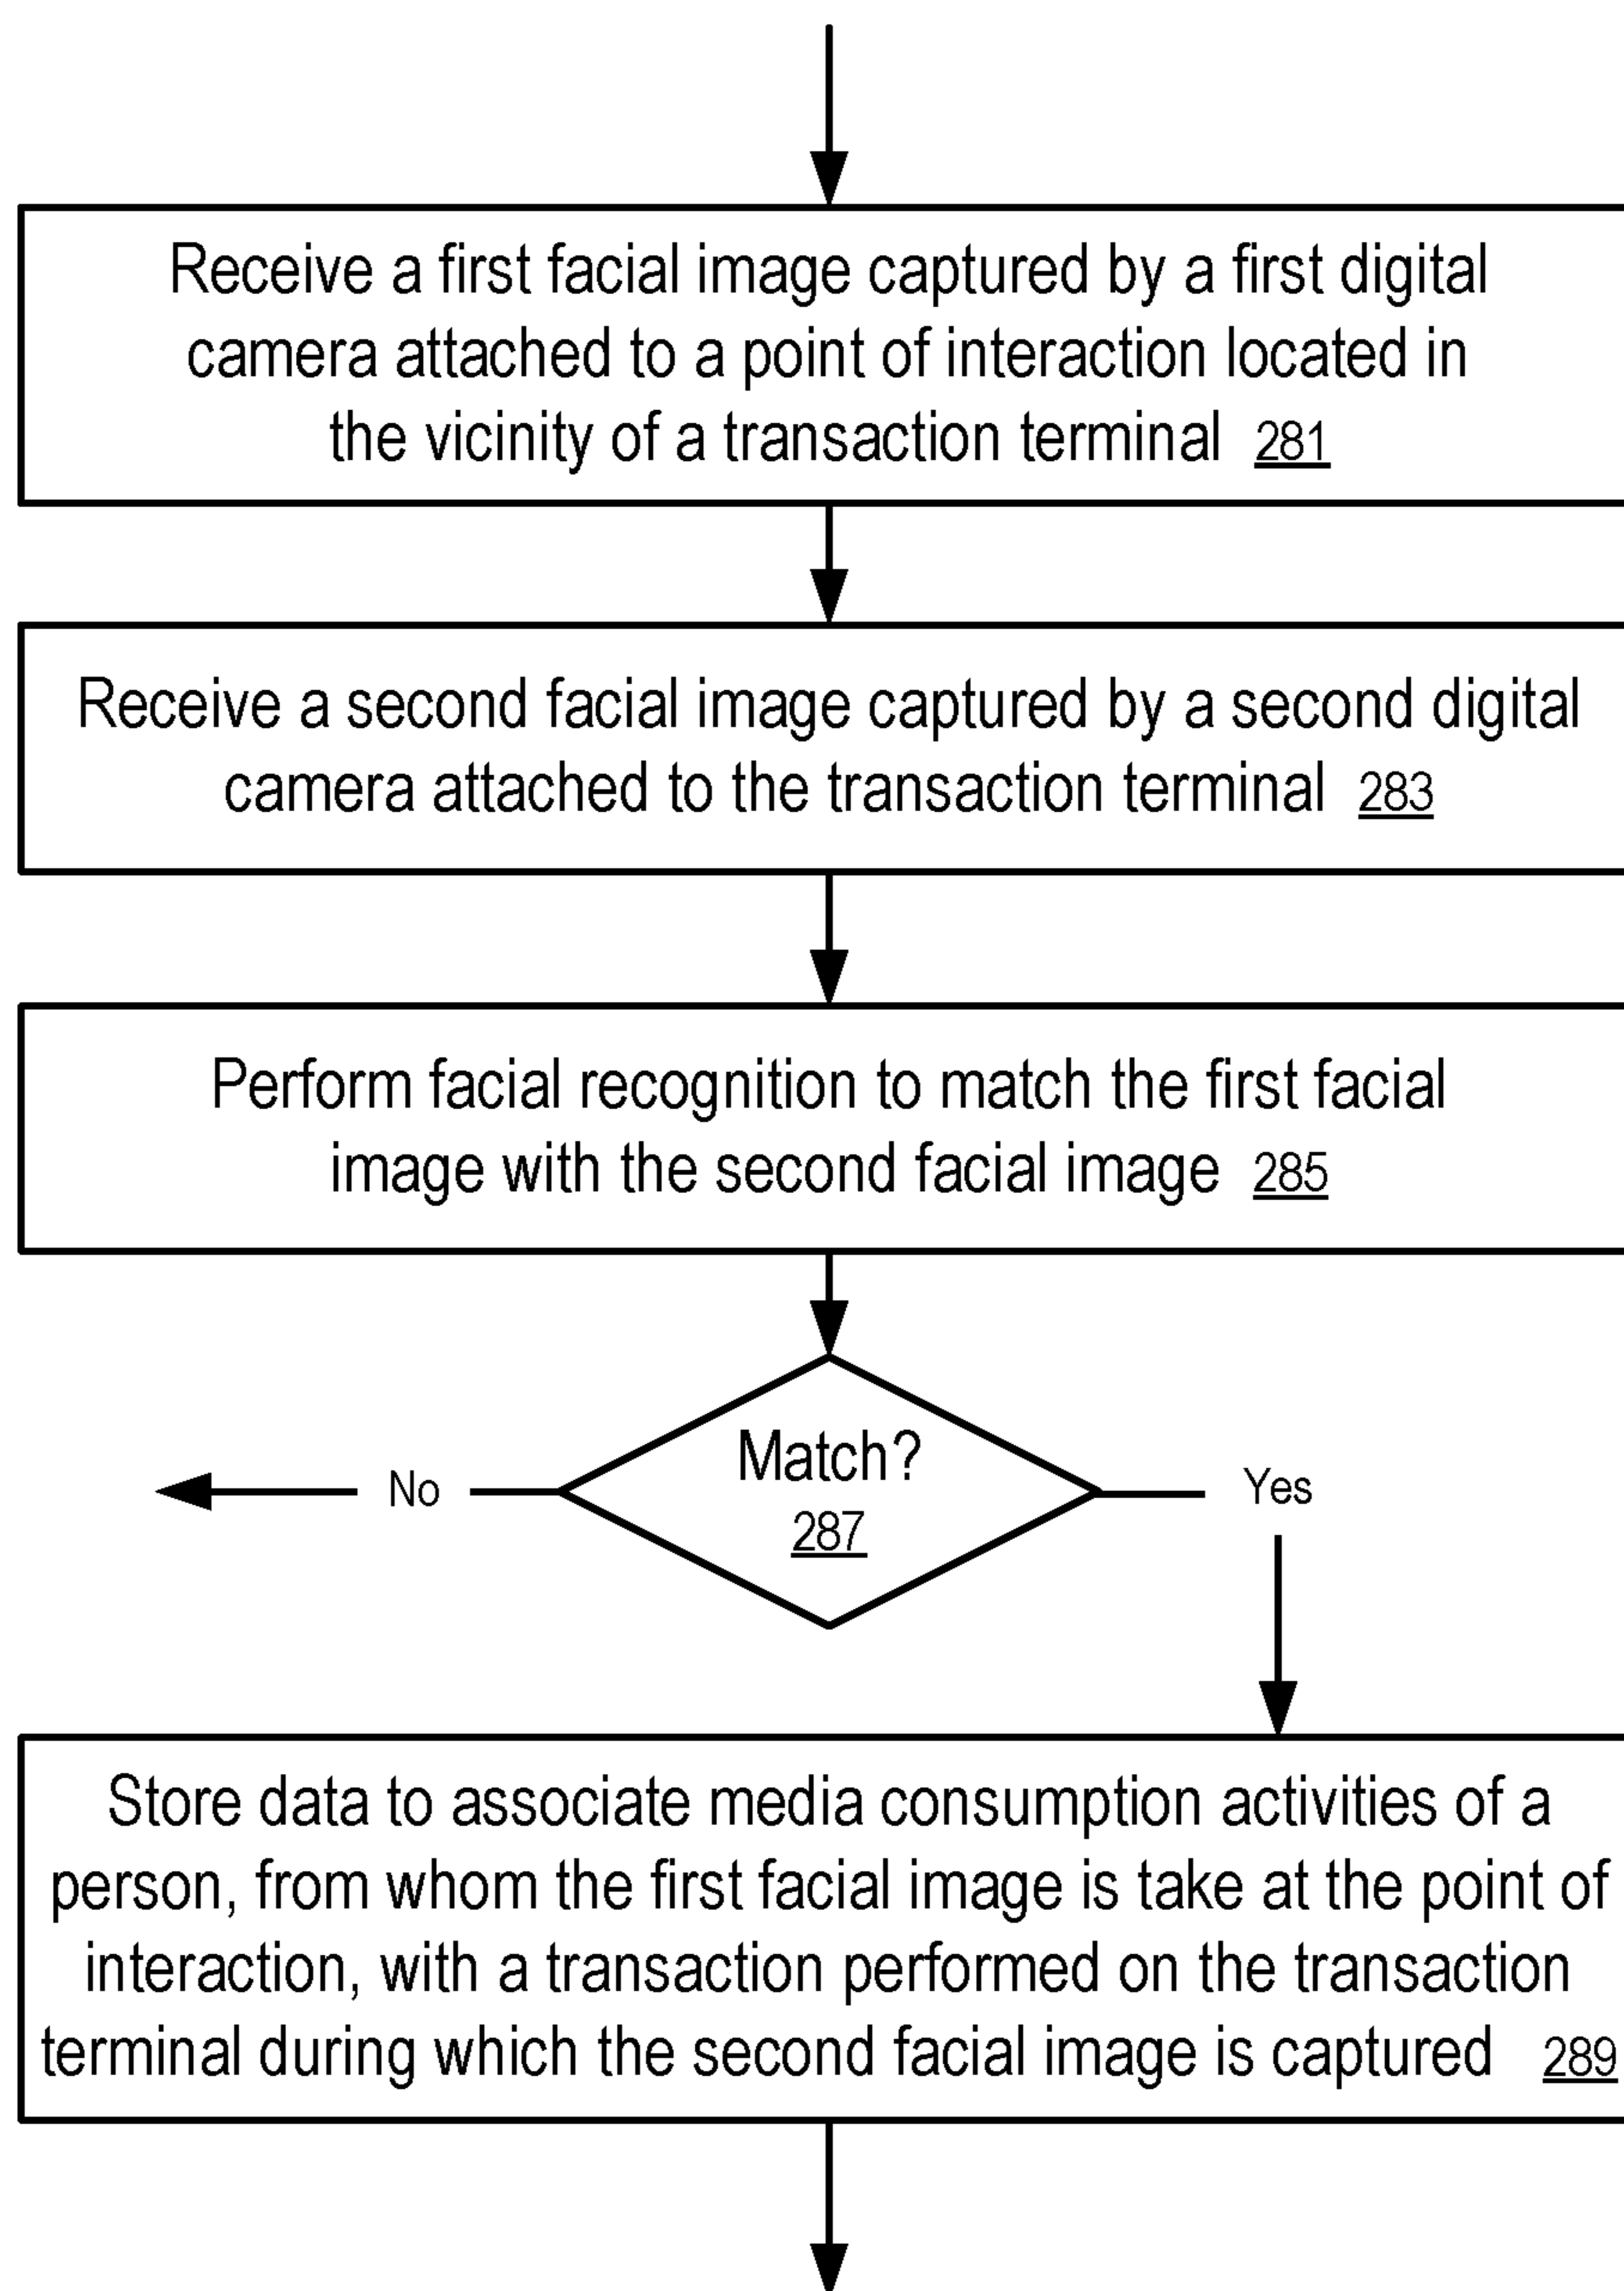 Receive a first facial image captured by a first digital
camera attached to a point of interaction located in
the vicinity of a transaction terminal 281
Receive a second facial image captured by a second digital
camera attached to the transaction terminal 283
Perform facial recognition to match the first facial
image with the second facial image 285
Match?
287
No
Yes
Store data to associate media consumption activities of a
person, from whom the first facial image is take at the point of
interaction, with a transaction performed on the transaction
terminal during which the second facial image is captured 289